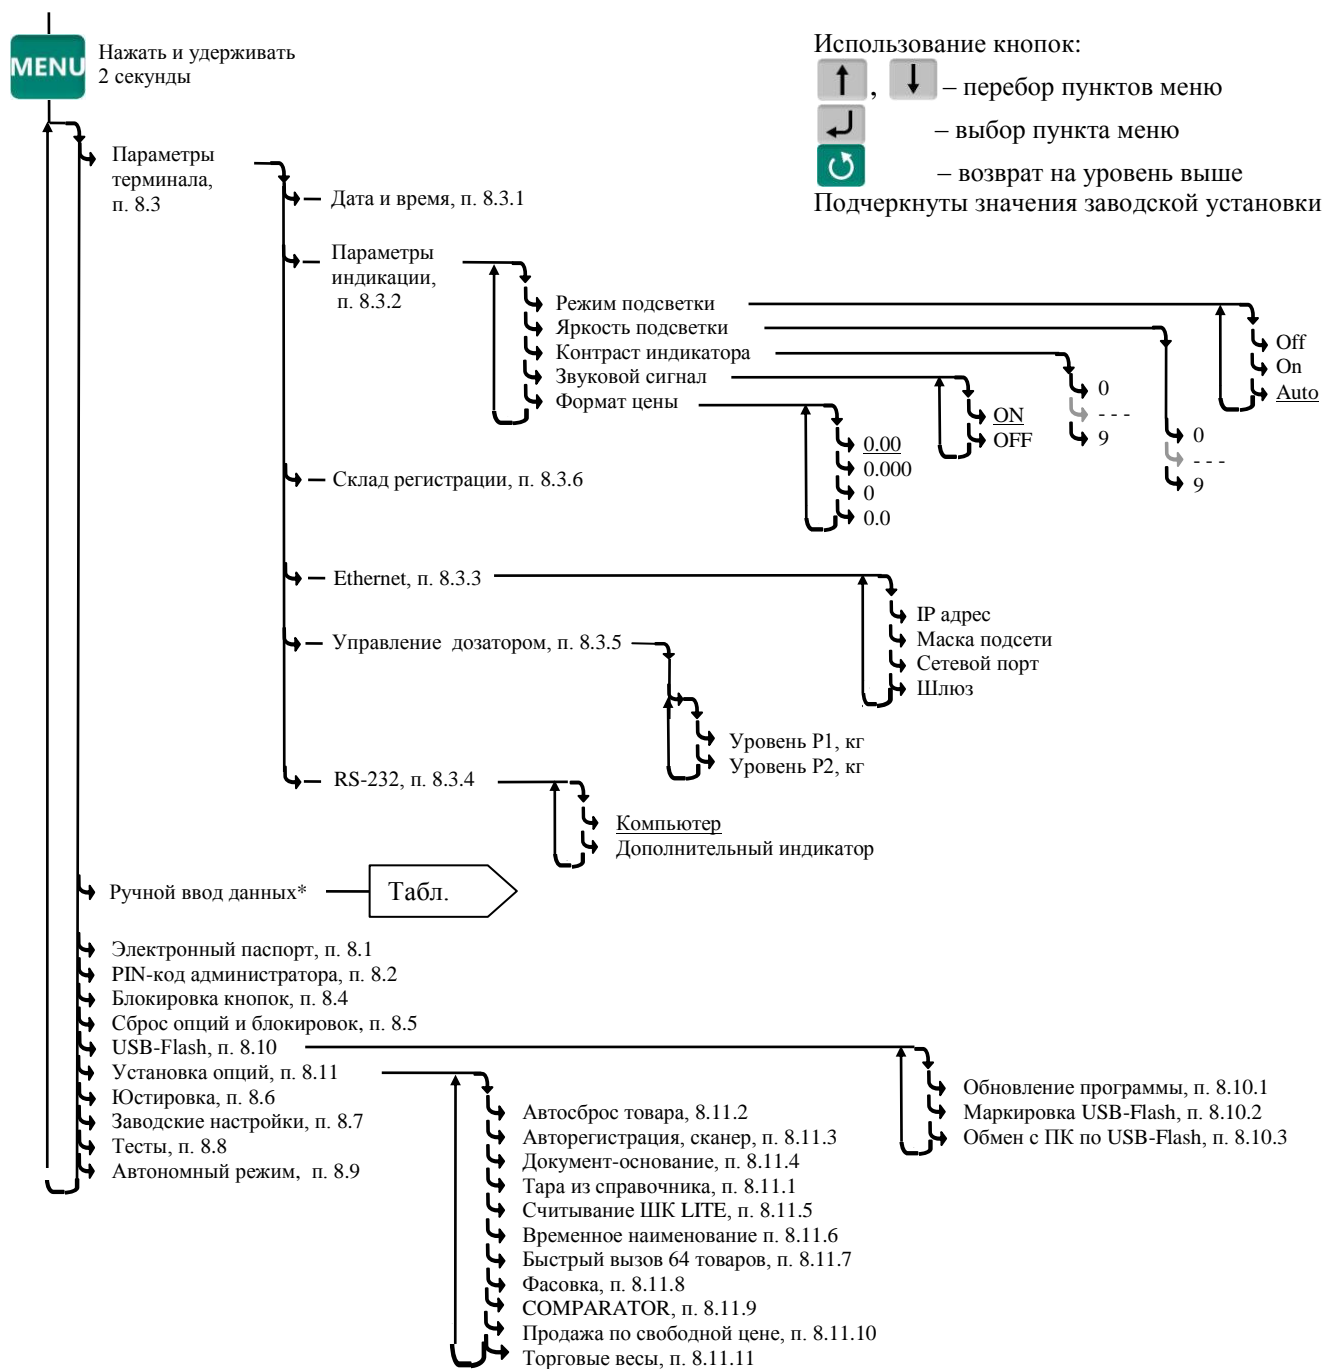 MENU
Нажать и удерживать
2 секунды
Использование кнопок:
, – перебор пунктов меню
– выбор пункта меню
– возврат на уровень выше
Подчеркнуты значения заводской установки
Параметры
терминала,
п. 8.3
Дата и время, п. 8.3.1
Параметры
индикации,
п. 8.3.2
Режим подсветки
Яркость подсветки
Контраст индикатора
Звуковой сигнал
Формат цены
Off
On
Auto
0
- - -
9
0
- - -
9
ON
OFF
0.00
0.000
0
0.0
Склад регистрации, п. 8.3.6
Ethernet, п. 8.3.3
IP адрес
Маска подсети
Сетевой порт
Шлюз
Управление дозатором, п. 8.3.5
Уровень P1, кг
Уровень P2, кг
RS-232, п. 8.3.4
Компьютер
Дополнительный индикатор
Ручной ввод данных*
Табл.
Электронный паспорт, п. 8.1
PIN-код администратора, п. 8.2
Блокировка кнопок, п. 8.4
Сброс опций и блокировок, п. 8.5
USB-Flash, п. 8.10
Установка опций, п. 8.11
Юстировка, п. 8.6
Заводские настройки, п. 8.7
Тесты, п. 8.8
Автономный режим, п. 8.9
Обновление программы, п. 8.10.1
Маркировка USB-Flash, п. 8.10.2
Обмен с ПК по USB-Flash, п. 8.10.3
Автосброс товара, 8.11.2
Авторегистрация, сканер, п. 8.11.3
Документ-основание, п. 8.11.4
Тара из справочника, п. 8.11.1
Считывание ШК LITE, п. 8.11.5
Временное наименование п. 8.11.6
Быстрый вызов 64 товаров, п. 8.11.7
Фасовка, п. 8.11.8
COMPARATOR, п. 8.11.9
Продажа по свободной цене, п. 8.11.10
Торговые весы, п. 8.11.11